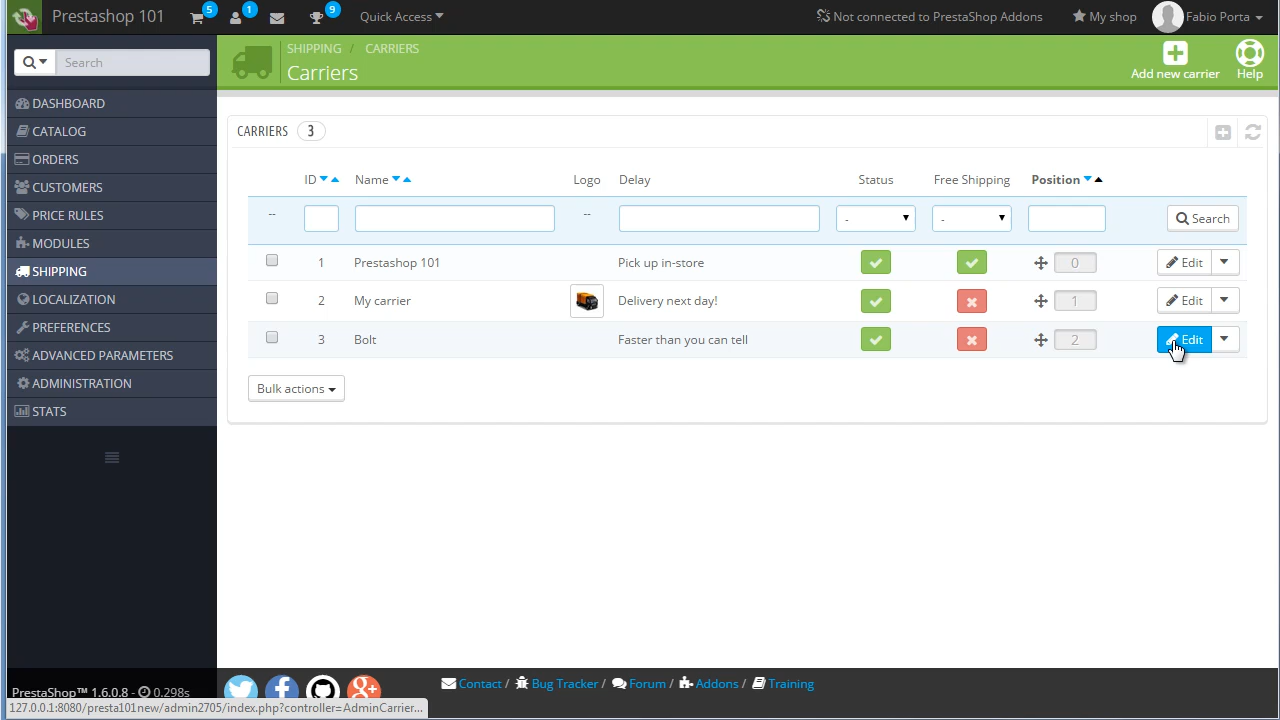 Prestashop 101 5 1 9 Quick Access Not connected to PrestaShop Addons My shop Fabio Porta
Search
SHIPPING / CARRIERS
Carriers
Add new carrier Help
DASHBOARD
CATALOG
ORDERS
CUSTOMERS
PRICE RULES
MODULES
SHIPPING
LOCALIZATION
PREFERENCES
ADVANCED PARAMETERS
ADMINISTRATION
STATS
CARRIERS 3
ID Name Logo Delay Status Free Shipping Position
-- -- - - Search
1 Prestashop 101 Pick up in-store 0 Edit
2 My carrier Delivery next day! 1 Edit
3 Bolt Faster than you can tell 2 Edit
Bulk actions
PrestaShop™ 1.6.0.8 - 0.298s
Contact / Bug Tracker / Forum / Addons / Training
127.0.0.1:8080/presta101new/admin2705/index.php?controller=AdminCarrier...